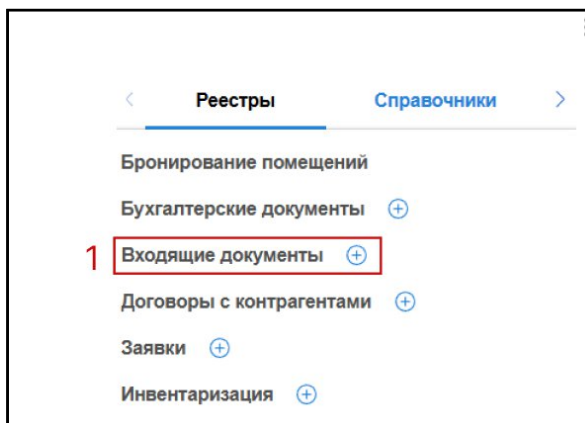 Реестры Справочники
Бронирование помещений
Бухгалтерские документы
1 Входящие документы
Договоры с контрагентами
Заявки
Инвентаризация